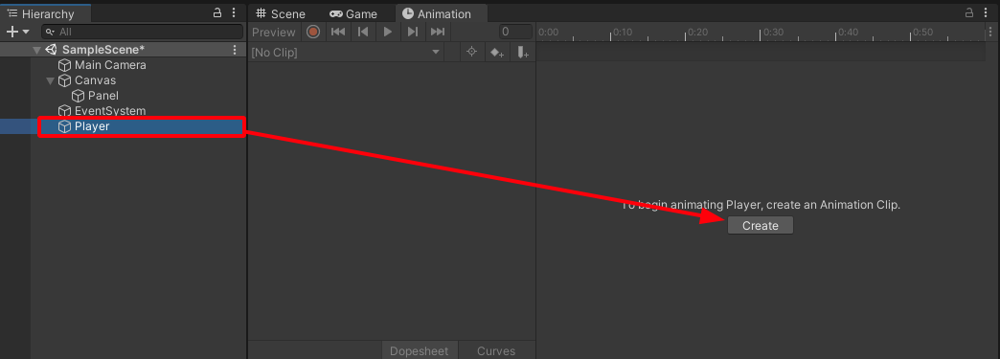 Hierarchy
All
SampleScene*
Main Camera
Canvas
Panel
EventSystem
Player
Scene
Game
Animation
Preview
0
0:00
0:10
0:20
0:30
0:40
0:50
[No Clip]
To begin animating Player, create an Animation Clip.
Create
Dopesheet
Curves